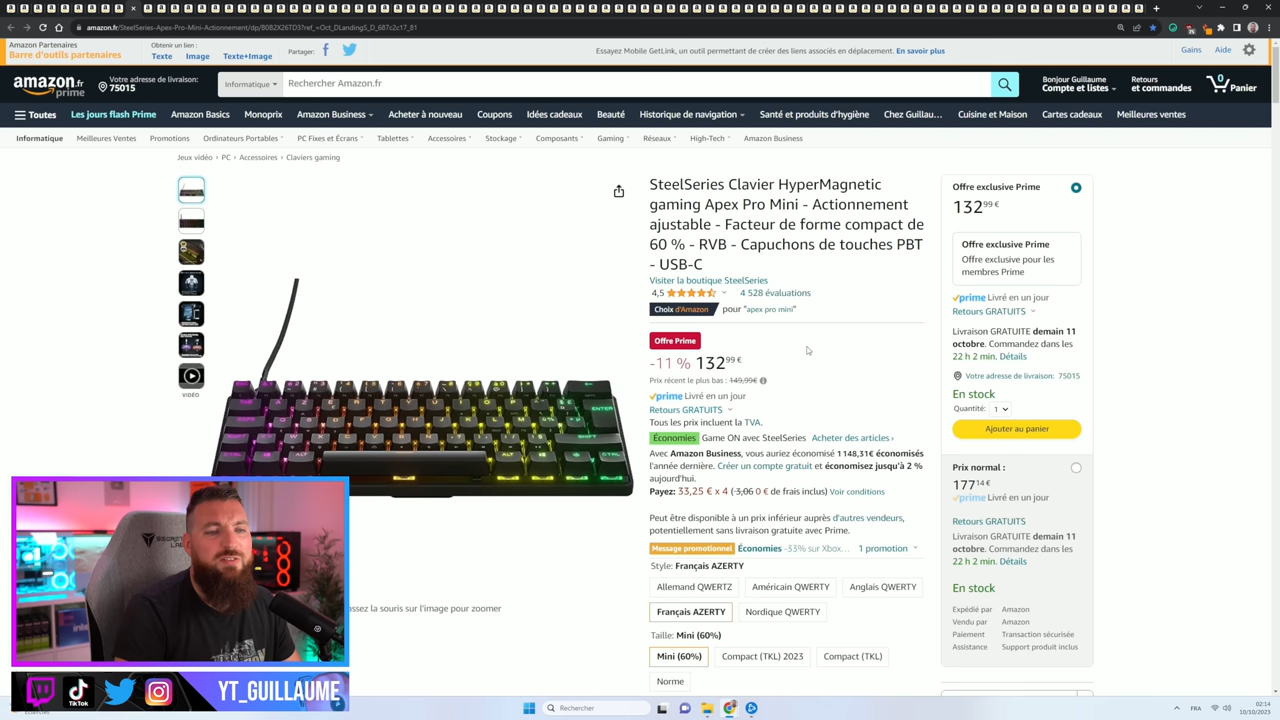 amazon.fr/SteelSeries-Apex-Pro-Mini-Actionnement/dp/B0B2X26TD3?ref_=Oct_DLandingS_D_687c2c17_81
Amazon Partenaires
Barre d'outils partenaires
Obtenir un lien :
Texte Image Texte+Image
Partager:
Essayez Mobile GetLink, un outil permettant de créer des liens associés en déplacement. En savoir plus
Gains Aide
amazon.fr
prime
Votre adresse de livraison:
75015
Informatique
Rechercher Amazon.fr
Bonjour Guillaume
Compte et listes
Retours
et commandes
0
Panier
Toutes Les jours flash Prime Amazon Basics Monoprix Amazon Business Acheter à nouveau Coupons Idées cadeaux Beauté Historique de navigation Santé et produits d'hygiène Chez Guillau... Cuisine et Maison Cartes cadeaux Meilleures ventes
Informatique Meilleures Ventes Promotions Ordinateurs Portables PC Fixes et Écrans Tablettes Accessoires Stockage Composants Gaming Réseaux High-Tech Amazon Business
Jeux vidéo › PC › Accessoires › Claviers gaming
VIDÉO
ssez la souris sur l'image pour zoomer
SteelSeries Clavier HyperMagnetic
gaming Apex Pro Mini - Actionnement
ajustable - Facteur de forme compact de
60 % - RVB - Capuchons de touches PBT
- USB-C
Visiter la boutique SteelSeries
4,5 4 528 évaluations
Choix d'Amazon pour "apex pro mini"
Offre Prime
-11 % 132,99 €
Prix récent le plus bas : 149,99€
prime Livré en un jour
Retours GRATUITS
Tous les prix incluent la TVA.
Économies Game ON avec SteelSeries Acheter des articles ›
Avec Amazon Business, vous auriez économisé 1 148,31€ économisés
l'année dernière. Créer un compte gratuit et économisez jusqu'à 2 %
aujourd'hui.
Payez: 33,25 € x 4 (3,06 0 € de frais inclus) Voir conditions
Peut être disponible à un prix inférieur auprès d'autres vendeurs,
potentiellement sans livraison gratuite avec Prime.
Message promotionnel Économies -33% sur Xbox... 1 promotion
Style: Français AZERTY
Allemand QWERTZ Américain QWERTY Anglais QWERTY
Français AZERTY Nordique QWERTY
Taille: Mini (60%)
Mini (60%) Compact (TKL) 2023 Compact (TKL)
Norme
Offre exclusive Prime
132,99 €
Offre exclusive Prime
Offre exclusive pour les
membres Prime
prime Livré en un jour
Retours GRATUITS
Livraison GRATUITE demain 11
octobre. Commandez dans les
22 h 2 min. Détails
Votre adresse de livraison: 75015
En stock
Quantité: 1
Ajouter au panier
Prix normal :
177,14 €
prime Livré en un jour
Retours GRATUITS
Livraison GRATUITE demain 11
octobre. Commandez dans les
22 h 2 min. Détails
En stock
Expédié par Amazon
Vendu par Amazon
Paiement Transaction sécurisée
Assistance Support produit inclus
TikTok
YT_GUILLAUME
Rechercher
FRA
02:14
10/10/2023